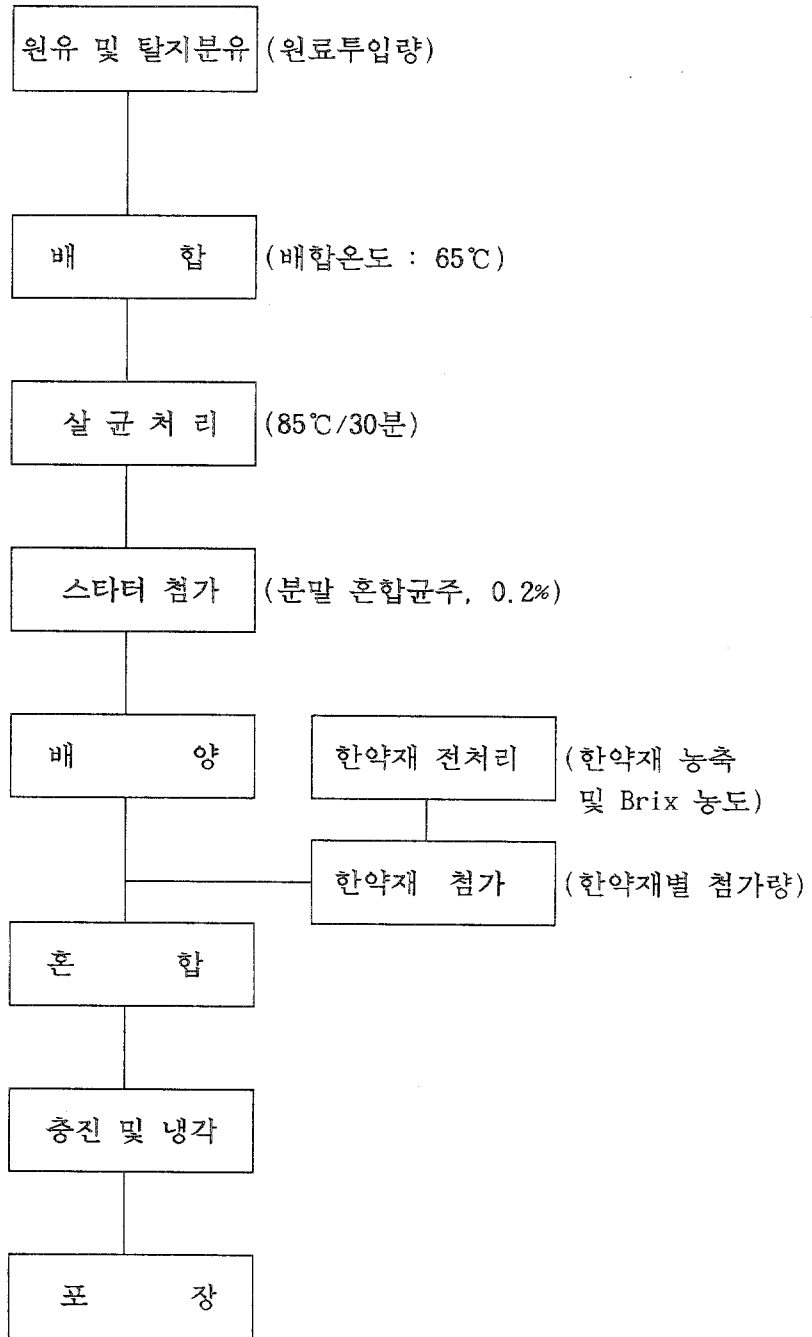 원유 및 탈지분유 (원료투입량)
배 합 (배합온도 : 65℃)
살 균 처 리 (85℃/30분)
스타터 첨가 (분말 혼합균주, 0.2%)
배 양
한약재 전처리 (한약재 농축
및 Brix 농도)
한약재 첨가 (한약재별 첨가량)
혼 합
충진 및 냉각
포 장